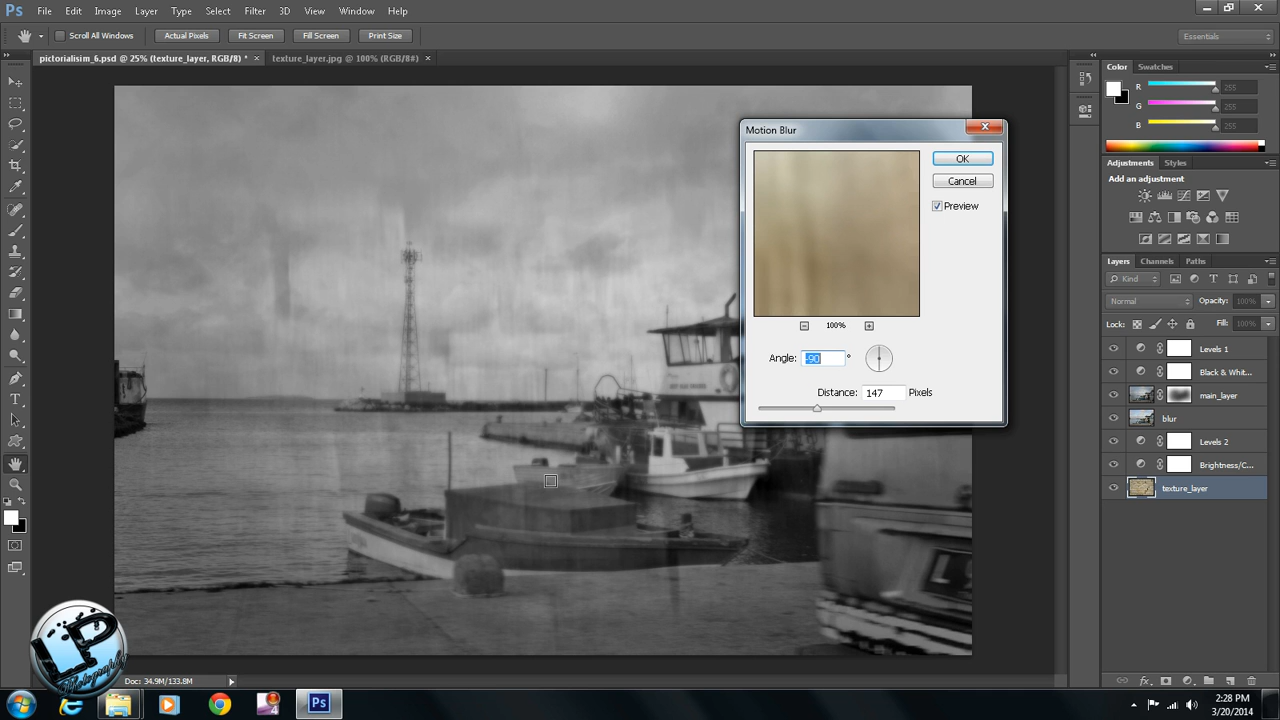 Ps File Edit Image Layer Type Select Filter 3D View Window Help
Scroll All Windows Actual Pixels Fit Screen Fill Screen Print Size Essentials
pictorialisim_6.psd @ 25% (texture_layer, RGB/8) * × texture_layer.jpg @ 100% (RGB/8#) ×
Color Swatches
R 255
G 255
B 255
Motion Blur
OK
Cancel
Preview
100%
Angle: -90 °
Distance: 147 Pixels
Adjustments Styles
Add an adjustment
Layers Channels Paths
Kind
Normal Opacity: 100%
Lock: Fill: 100%
Levels 1
Black & Whit...
main_layer
blur
Levels 2
Brightness/C...
texture_layer
LP
Photography
Doc: 34.9M/133.8M
4
Ps
2:28 PM
3/20/2014